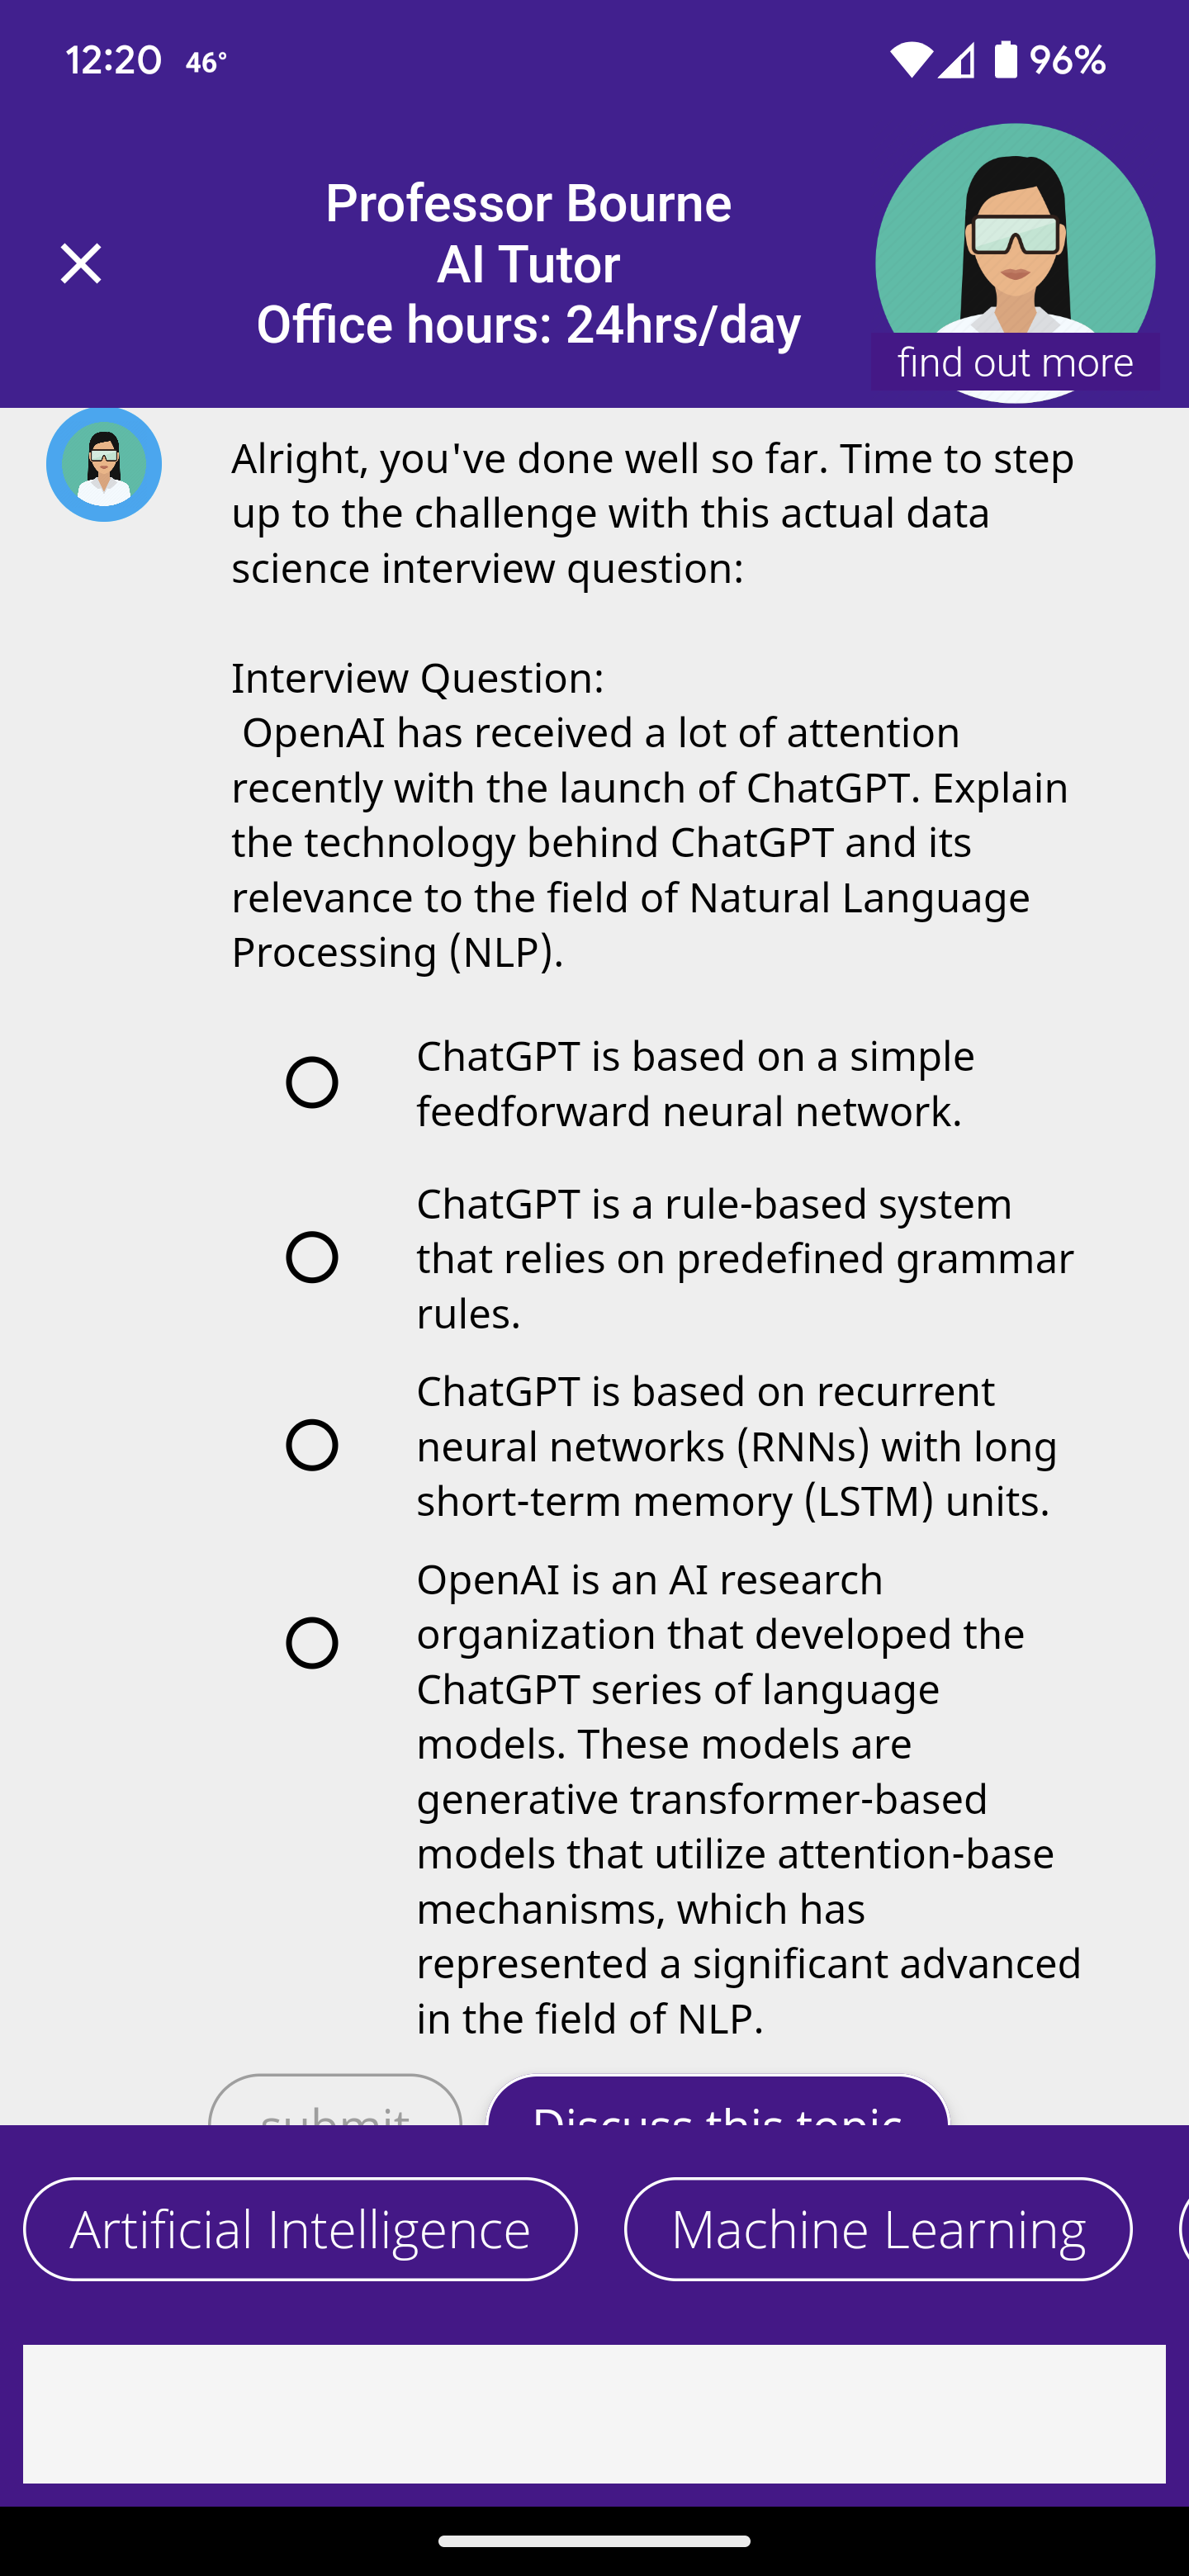 12:20 46° 96%
Professor Bourne
AI Tutor
Office hours: 24hrs/day
find out more
Alright, you've done well so far. Time to step
up to the challenge with this actual data
science interview question:
Interview Question:
OpenAI has received a lot of attention
recently with the launch of ChatGPT. Explain
the technology behind ChatGPT and its
relevance to the field of Natural Language
Processing (NLP).
ChatGPT is based on a simple
feedforward neural network.
ChatGPT is a rule-based system
that relies on predefined grammar
rules.
ChatGPT is based on recurrent
neural networks (RNNs) with long
short-term memory (LSTM) units.
OpenAI is an AI research
organization that developed the
ChatGPT series of language
models. These models are
generative transformer-based
models that utilize attention-base
mechanisms, which has
represented a significant advanced
in the field of NLP.
submit Discuss this topic
Artificial Intelligence Machine Learning